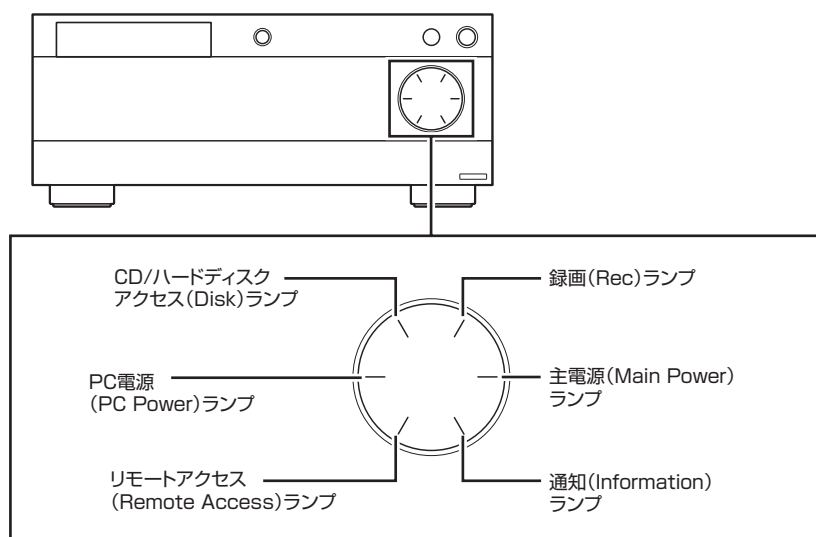 CD/ハードディスク
アクセス(Disk)ランプ
録画(Rec)ランプ
PC電源
(PC Power)ランプ
主電源(Main Power)
ランプ
リモートアクセス
(Remote Access)ランプ
通知(Information)
ランプ